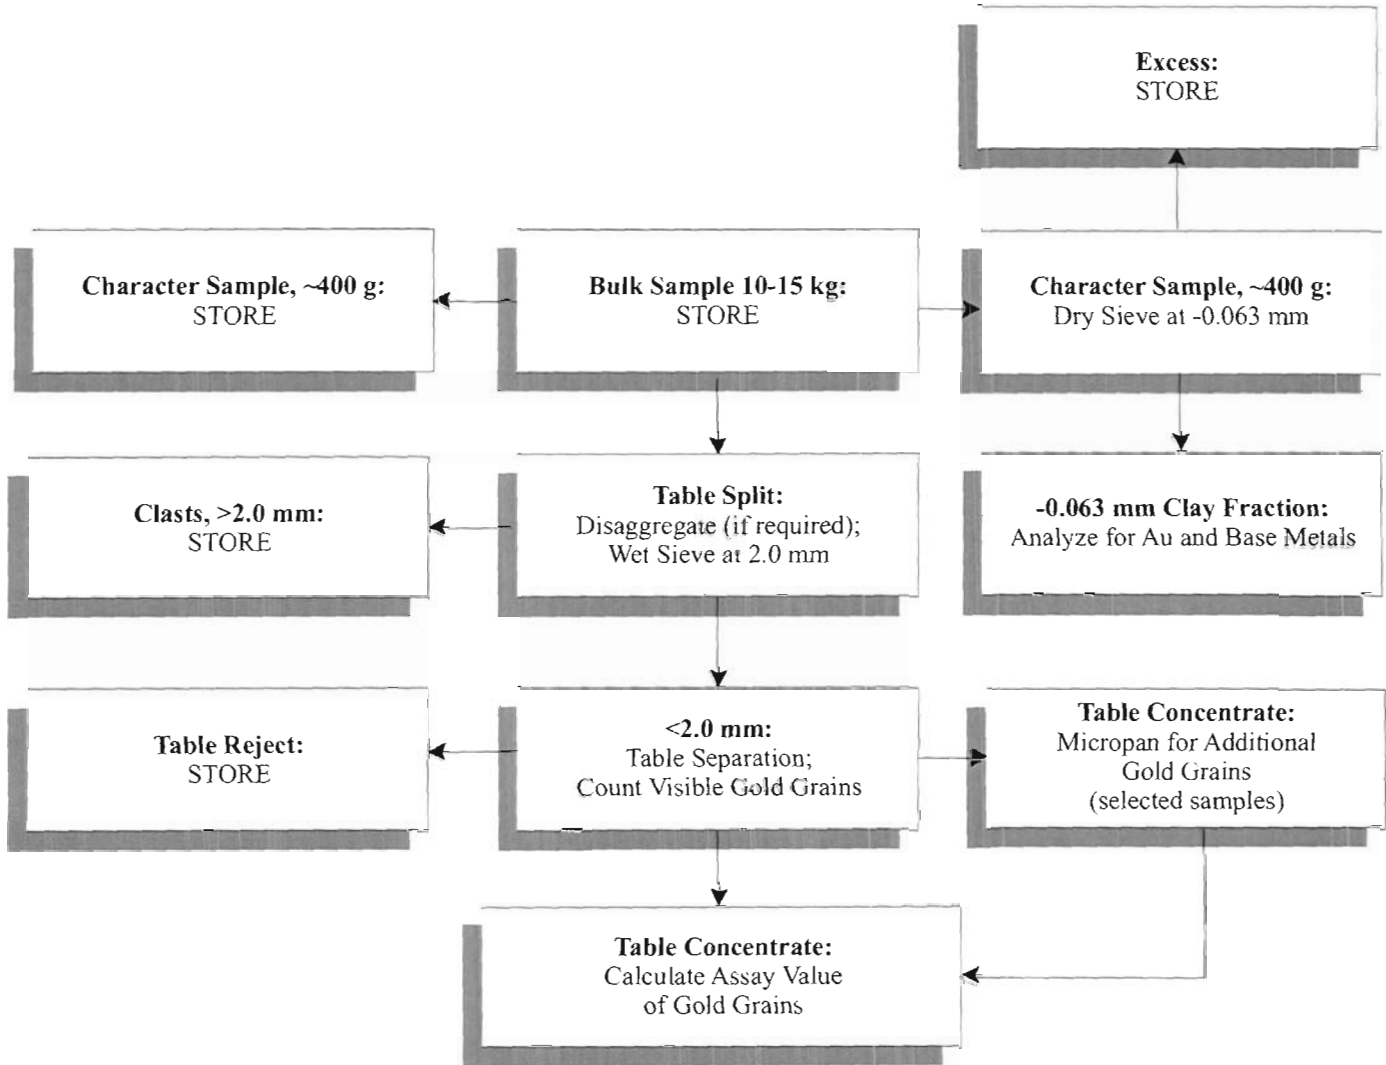 Excess:
STORE
Character Sample, ~400 g:
STORE
Bulk Sample 10-15 kg:
STORE
Character Sample, ~400 g:
Dry Sieve at -0.063 mm
Clasts, >2.0 mm:
STORE
Table Split:
Disaggregate (if required);
Wet Sieve at 2.0 mm
-0.063 mm Clay Fraction:
Analyze for Au and Base Metals
Table Reject:
STORE
<2.0 mm:
Table Separation;
Count Visible Gold Grains
Table Concentrate:
Micropan for Additional
Gold Grains
(selected samples)
Table Concentrate:
Calculate Assay Value
of Gold Grains